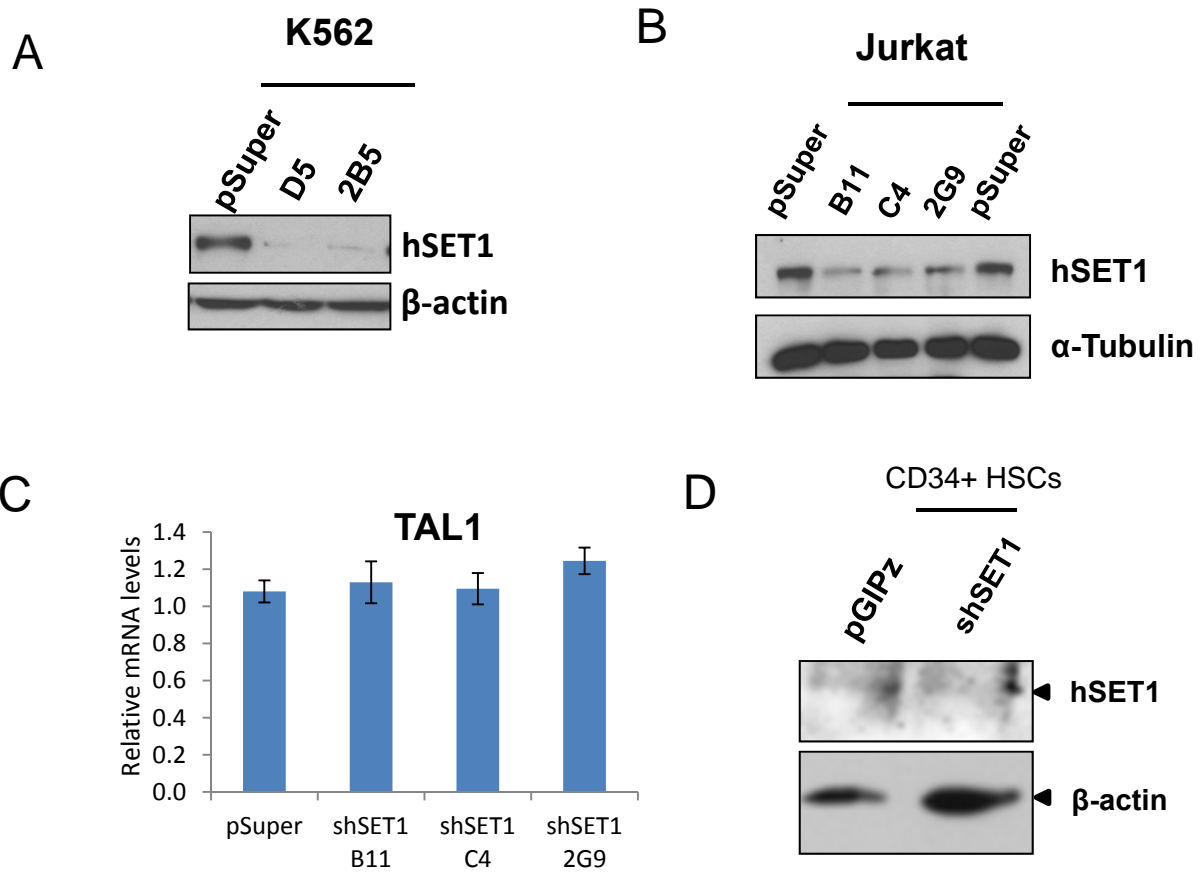 A
K562
pSuper
D5
2B5
hSET1
β-actin
B
Jurkat
pSuper
B11
C4
2G9
pSuper
hSET1
α-Tubulin
C
TAL1
Relative mRNA levels
1.4
1.2
1.0
0.8
0.6
0.4
0.2
0.0
pSuper
shSET1
B11
shSET1
C4
shSET1
2G9
D
CD34+ HSCs
pGIPz
shSET1
hSET1
β-actin